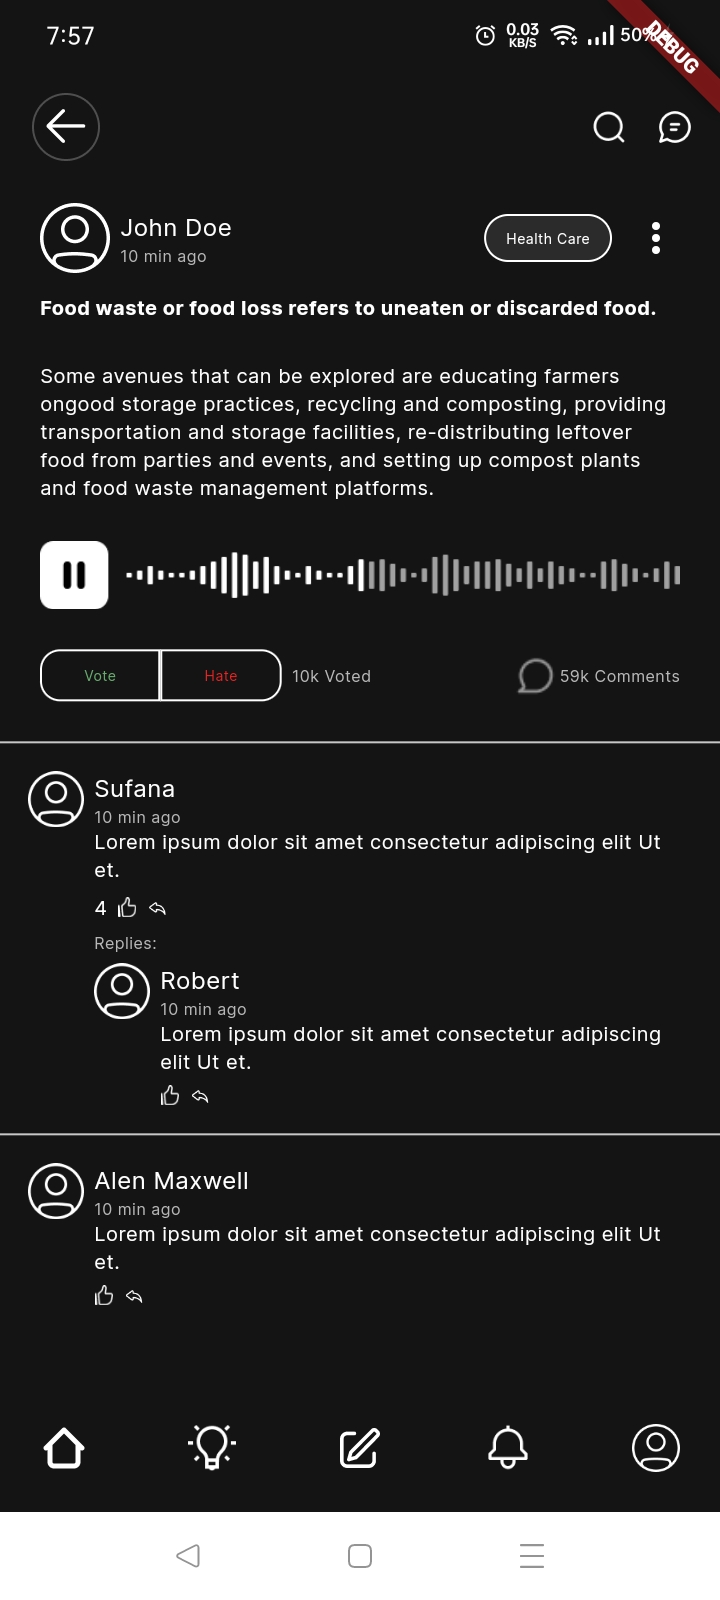 7:57
0.03
KB/S
50%
DEBUG
John Doe
10 min ago
Health Care
Food waste or food loss refers to uneaten or discarded food.
Some avenues that can be explored are educating farmers
ongood storage practices, recycling and composting, providing
transportation and storage facilities, re-distributing leftover
food from parties and events, and setting up compost plants
and food waste management platforms.
Vote
Hate
10k Voted
59k Comments
Sufana
10 min ago
Lorem ipsum dolor sit amet consectetur adipiscing elit Ut
et.
4
Replies:
Robert
10 min ago
Lorem ipsum dolor sit amet consectetur adipiscing
elit Ut et.
Alen Maxwell
10 min ago
Lorem ipsum dolor sit amet consectetur adipiscing elit Ut
et.